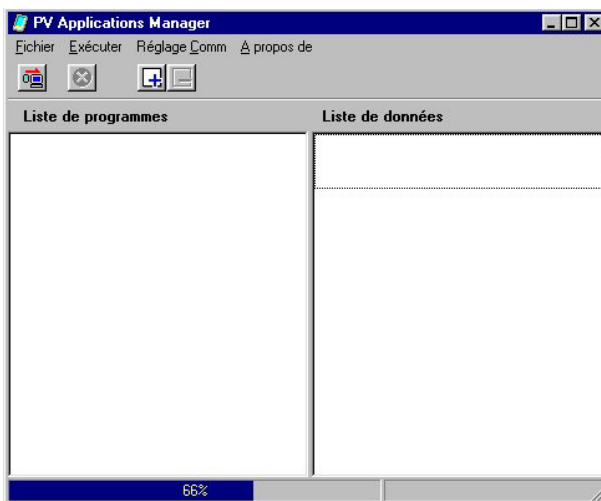 PV Applications Manager
Fichier Exécuter Réglage Comm A propos de
Liste de programmes Liste de données
66%